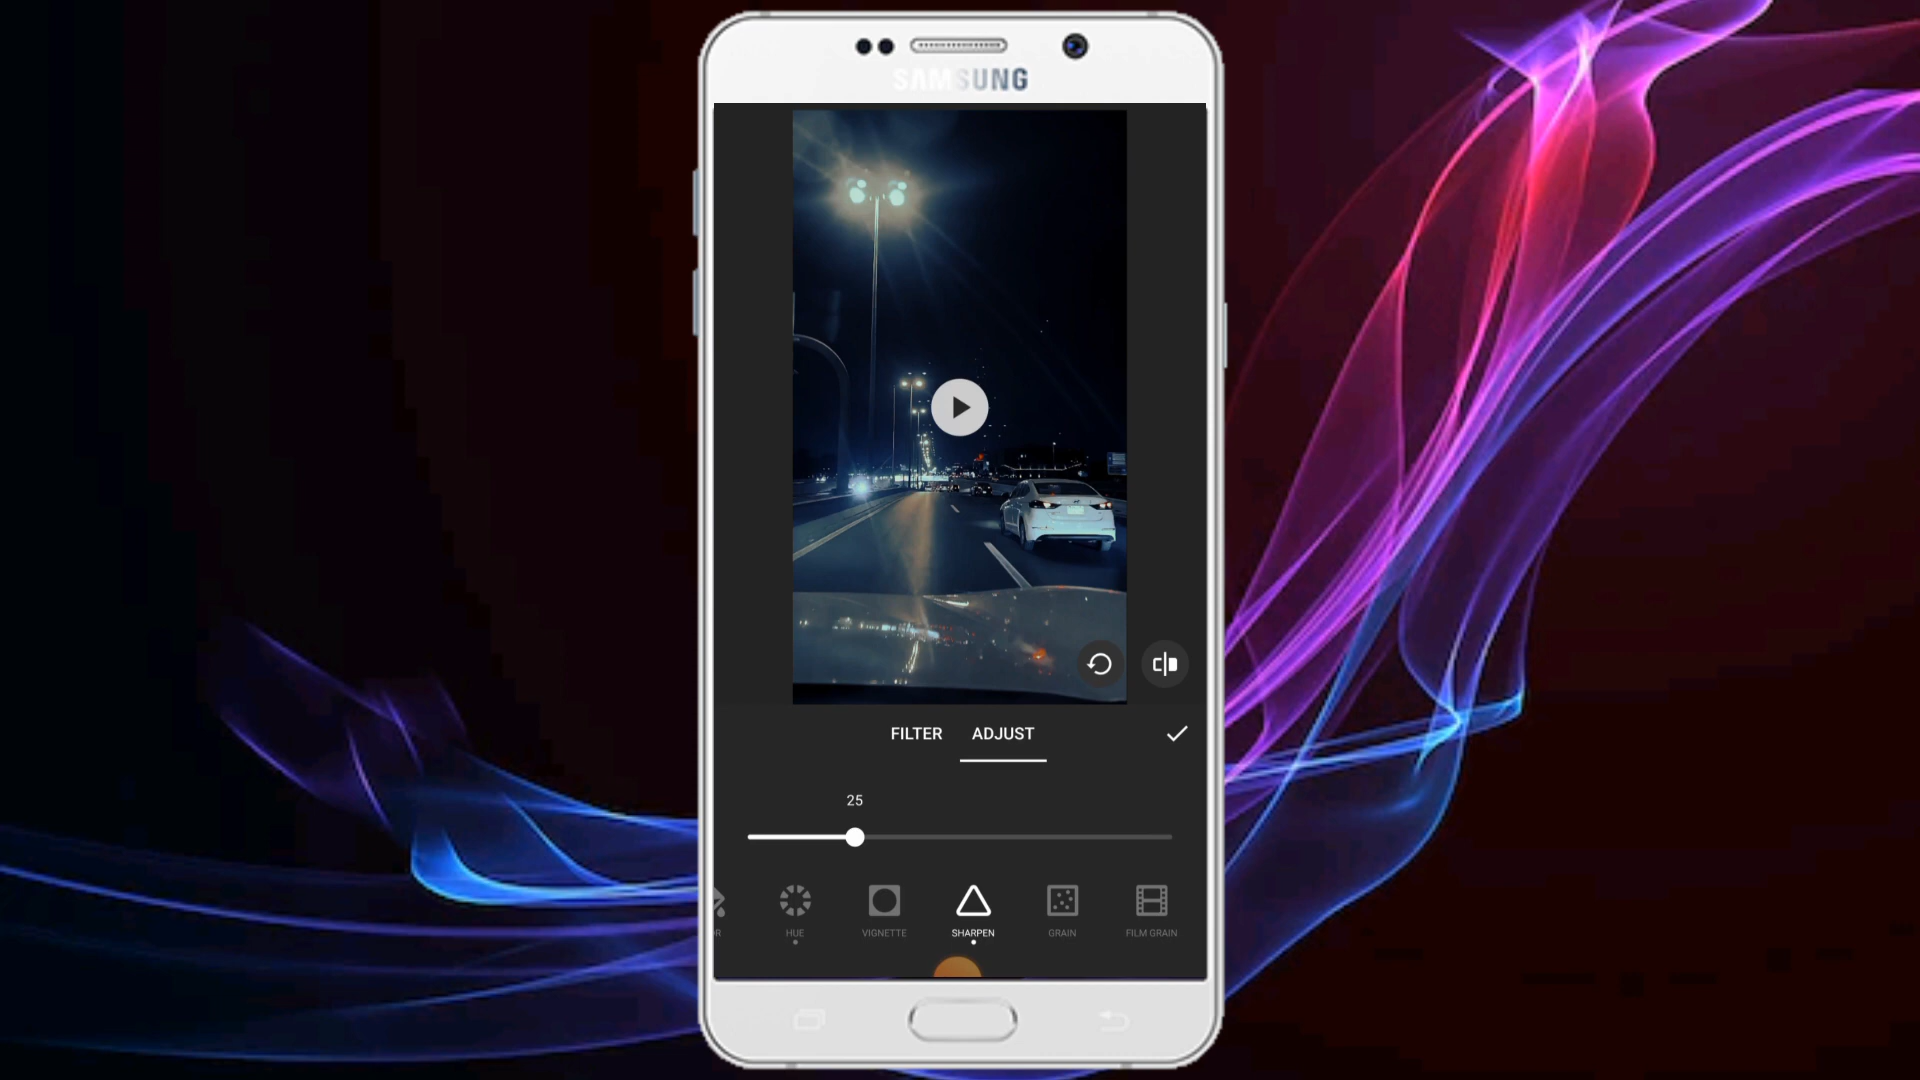 SAMSUNG
FILTER ADJUST
25
HUE VIGNETTE SHARPEN GRAIN FILM GRAIN